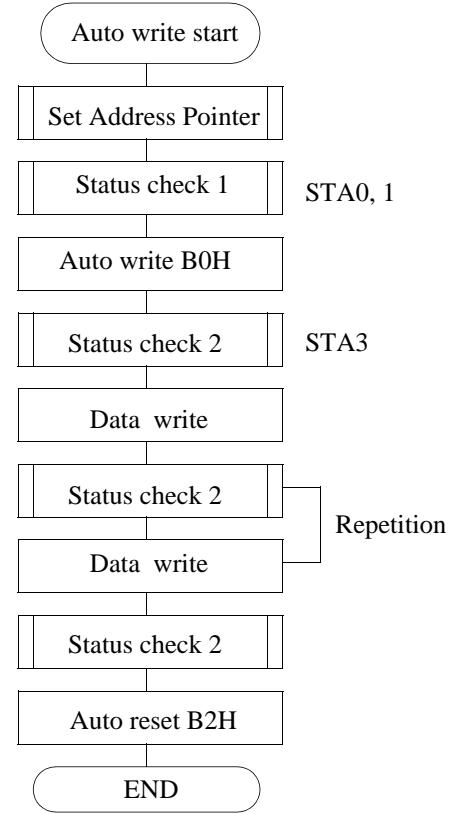 Auto write start
Set Address Pointer
Status check 1
STA0, 1
Auto write B0H
Status check 2
STA3
Data write
Status check 2
Repetition
Data write
Status check 2
Auto reset B2H
END